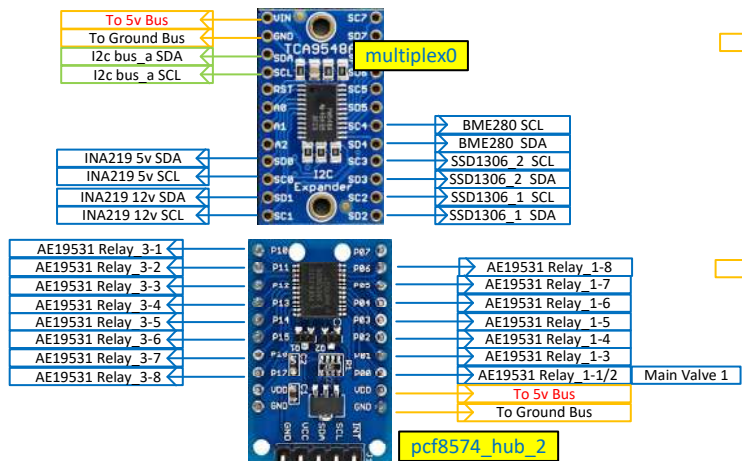 To 5v Bus
To Ground Bus
I2c bus_a SDA
I2c bus_a SCL
INA219 5v SDA
INA219 5v SCL
INA219 12v SDA
INA219 12v SCL
VIN
GND
SDA
SCL
RST
A0
A1
A2
SD0
SC0
SD1
SC1
TCA9548A
I2C
Expander
SC7
SD7
SC5
SD5
SC4
SD4
SC3
SD3
SC2
SD2
multiplex0
BME280 SCL
BME280 SDA
SSD1306_2 SCL
SSD1306_2 SDA
SSD1306_1 SCL
SSD1306_1 SDA
AE19531 Relay_3-1
AE19531 Relay_3-2
AE19531 Relay_3-3
AE19531 Relay_3-4
AE19531 Relay_3-5
AE19531 Relay_3-6
AE19531 Relay_3-7
AE19531 Relay_3-8
P10
P11
P12
P13
P14
P15
P16
P17
VDD
GND
P07
P06
P05
P04
P03
P02
P01
P00
VDD
GND
R1
C1
GND
VCC
SDA
SCL
INT
AE19531 Relay_1-8
AE19531 Relay_1-7
AE19531 Relay_1-6
AE19531 Relay_1-5
AE19531 Relay_1-4
AE19531 Relay_1-3
AE19531 Relay_1-1/2 Main Valve 1
To 5v Bus
To Ground Bus
pcf8574_hub_2